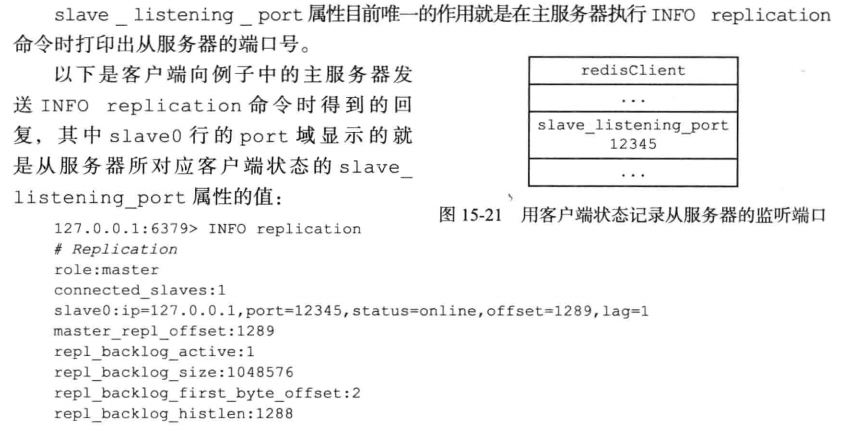 slave _ listening _ port 属性目前唯一的作用就是在主服务器执行 INFO replication
命令时打印出从服务器的端口号。
以下是客户端向例子中的主服务器发
送 INFO replication 命令时得到的回
复，其中 slave0 行的 port 域显示的就
是从服务器所对应客户端状态的 slave_
listening_port 属性的值：
redisClient
...
slave_listening_port
12345
...
图 15-21 用客户端状态记录从服务器的监听端口
127.0.0.1:6379> INFO replication
# Replication
role:master
connected_slaves:1
slave0:ip=127.0.0.1,port=12345,status=online,offset=1289,lag=1
master_repl_offset:1289
repl_backlog_active:1
repl_backlog_size:1048576
repl_backlog_first_byte_offset:2
repl_backlog_histlen:1288